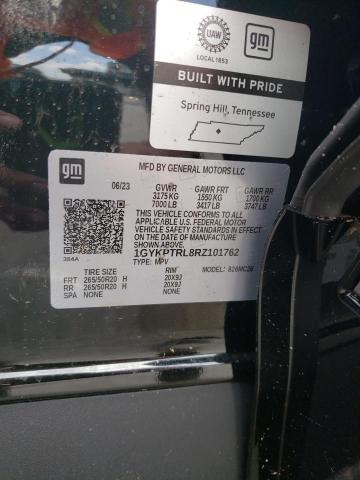 UAW
gm
LOCAL 1853
BUILT WITH PRIDE
Spring Hill, Tennessee
gm
MFD BY GENERAL MOTORS LLC
06/23 GVWR GAWR FRT GAWR RR
3175 KG 1550 KG 1700 KG
7000 LB 3417 LB 3747 LB
THIS VEHICLE CONFORMS TO ALL APPLICABLE
U.S. FEDERAL MOTOR
VEHICLE SAFETY STANDARDS IN EFFECT ON THE
DATE OF MANUFACTURE SHOWN ABOVE.
1GYKPTRL8RZ101762
TYPE: MPV
384A
MODEL: 826MC26
TIRE SIZE RIM
FRT 265/50R20 H 20X9J
RR 265/50R20 H 20X9J
SPA NONE NONE